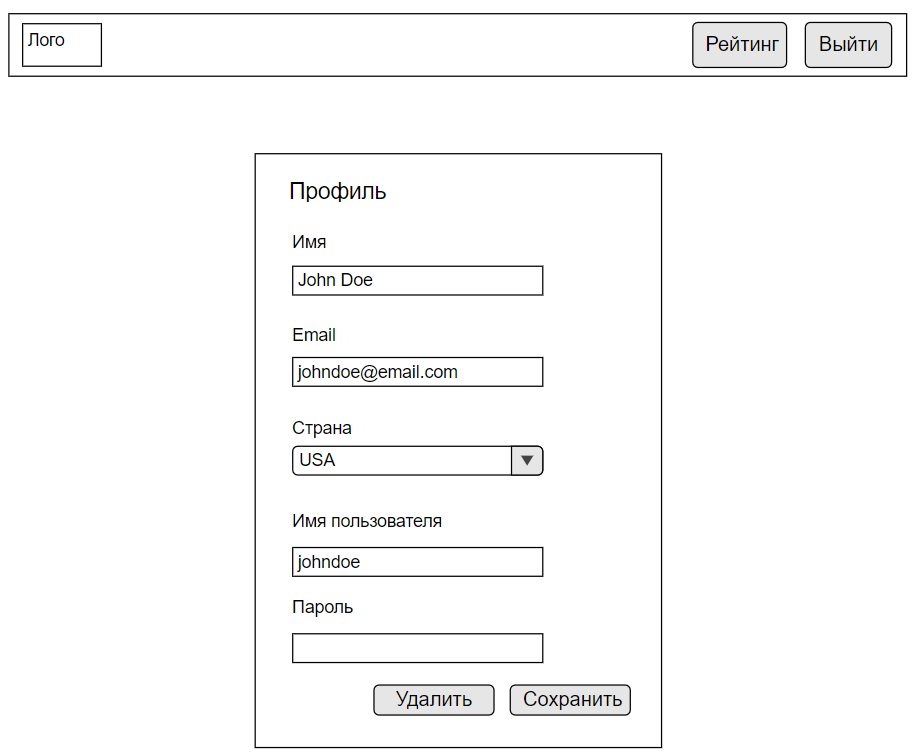 Лого
Рейтинг
Выйти
Профиль
Имя
John Doe
Email
johndoe@email.com
Страна
USA
Имя пользователя
johndoe
Пароль
Удалить
Сохранить